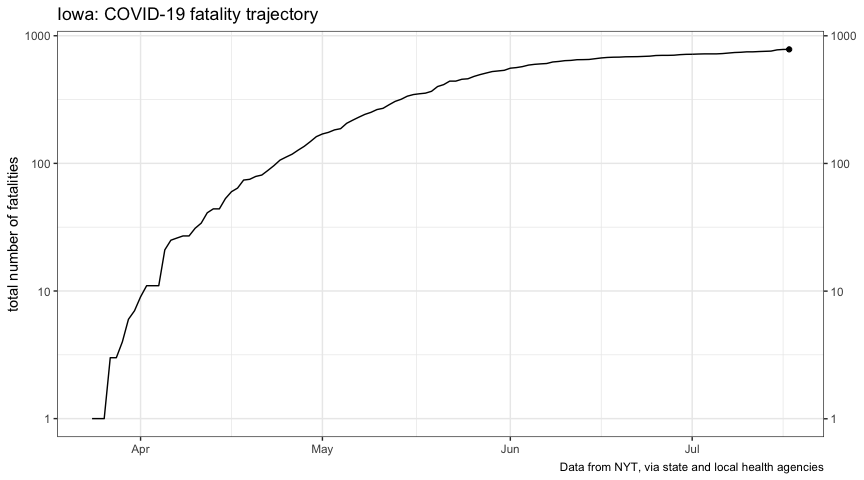 Iowa: COVID-19 fatality trajectory
total number of fatalities
1000
100
10
1
1000
100
10
1
Apr May Jun Jul
Data from NYT, via state and local health agencies